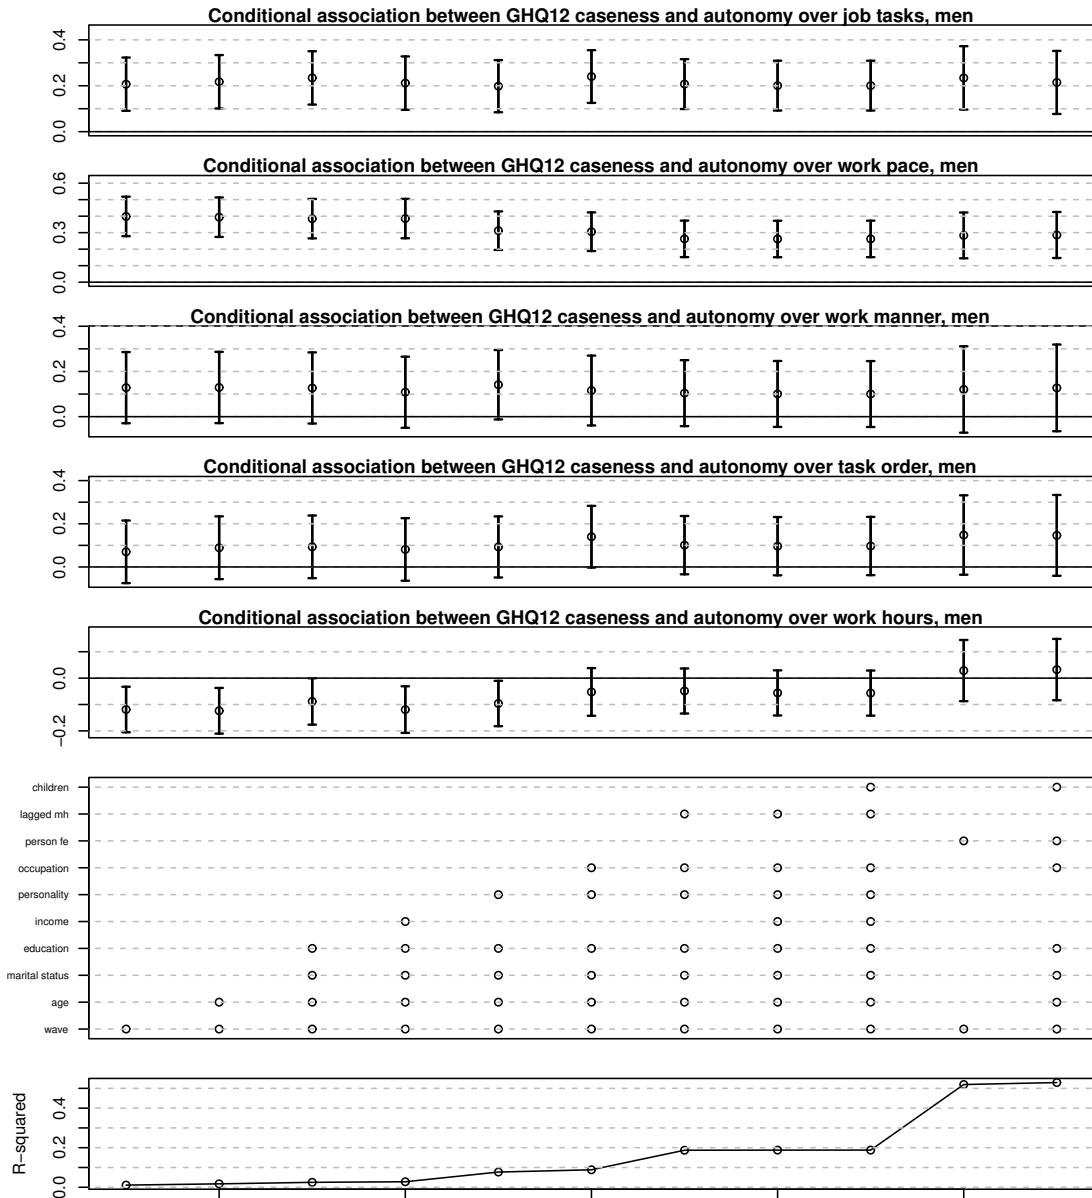 Conditional association between GHQ12 caseness and autonomy over job tasks, men
0.4
0.2
0.0
Conditional association between GHQ12 caseness and autonomy over work pace, men
0.6
0.3
0.0
Conditional association between GHQ12 caseness and autonomy over work manner, men
0.4
0.2
0.0
Conditional association between GHQ12 caseness and autonomy over task order, men
0.4
0.2
0.0
Conditional association between GHQ12 caseness and autonomy over work hours, men
0.0
−0.2
children
lagged mh
person fe
occupation
personality
income
education
marital status
age
wave
R−squared
0.4
0.2
0.0